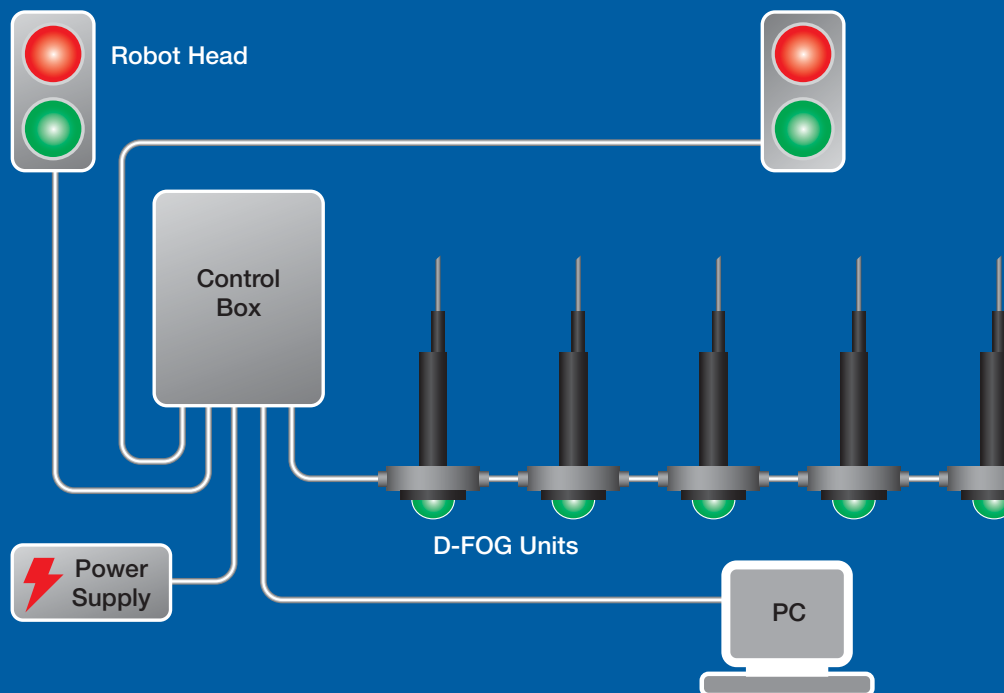 Robot Head
Control
Box
D-FOG Units
Power
Supply
PC